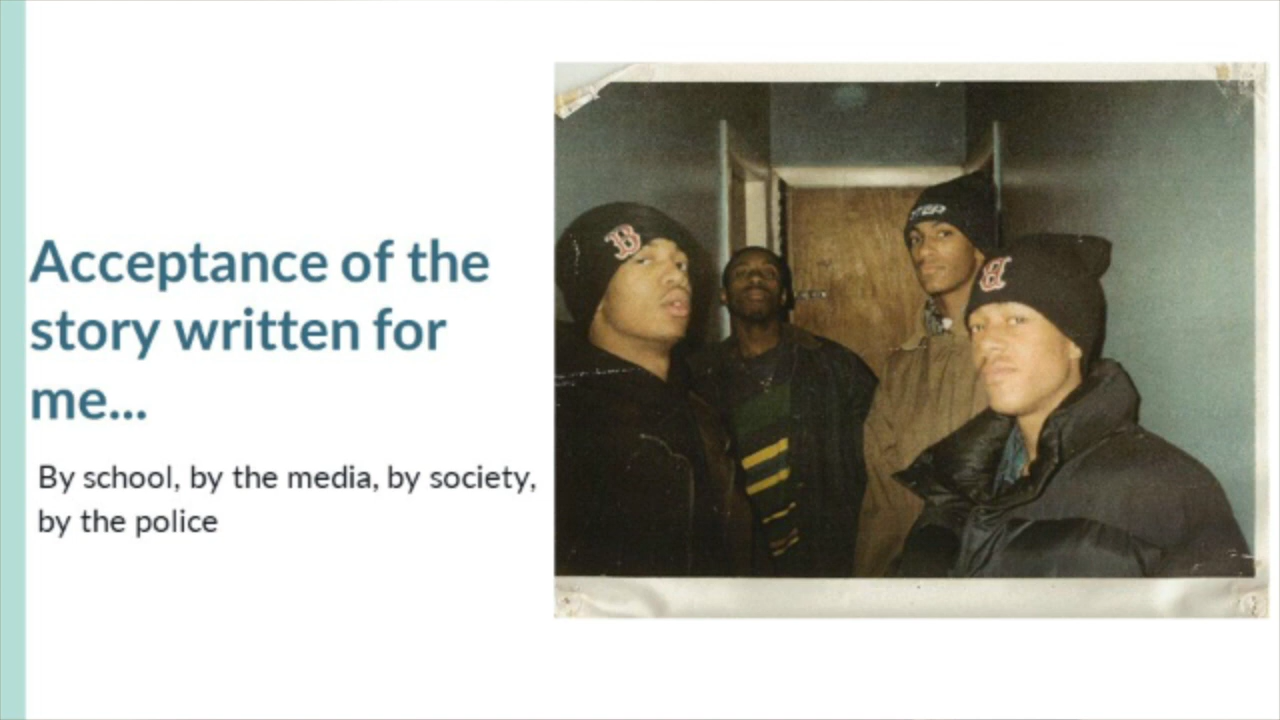 Acceptance of the
story written for
me...
By school, by the media, by society,
by the police
B
B